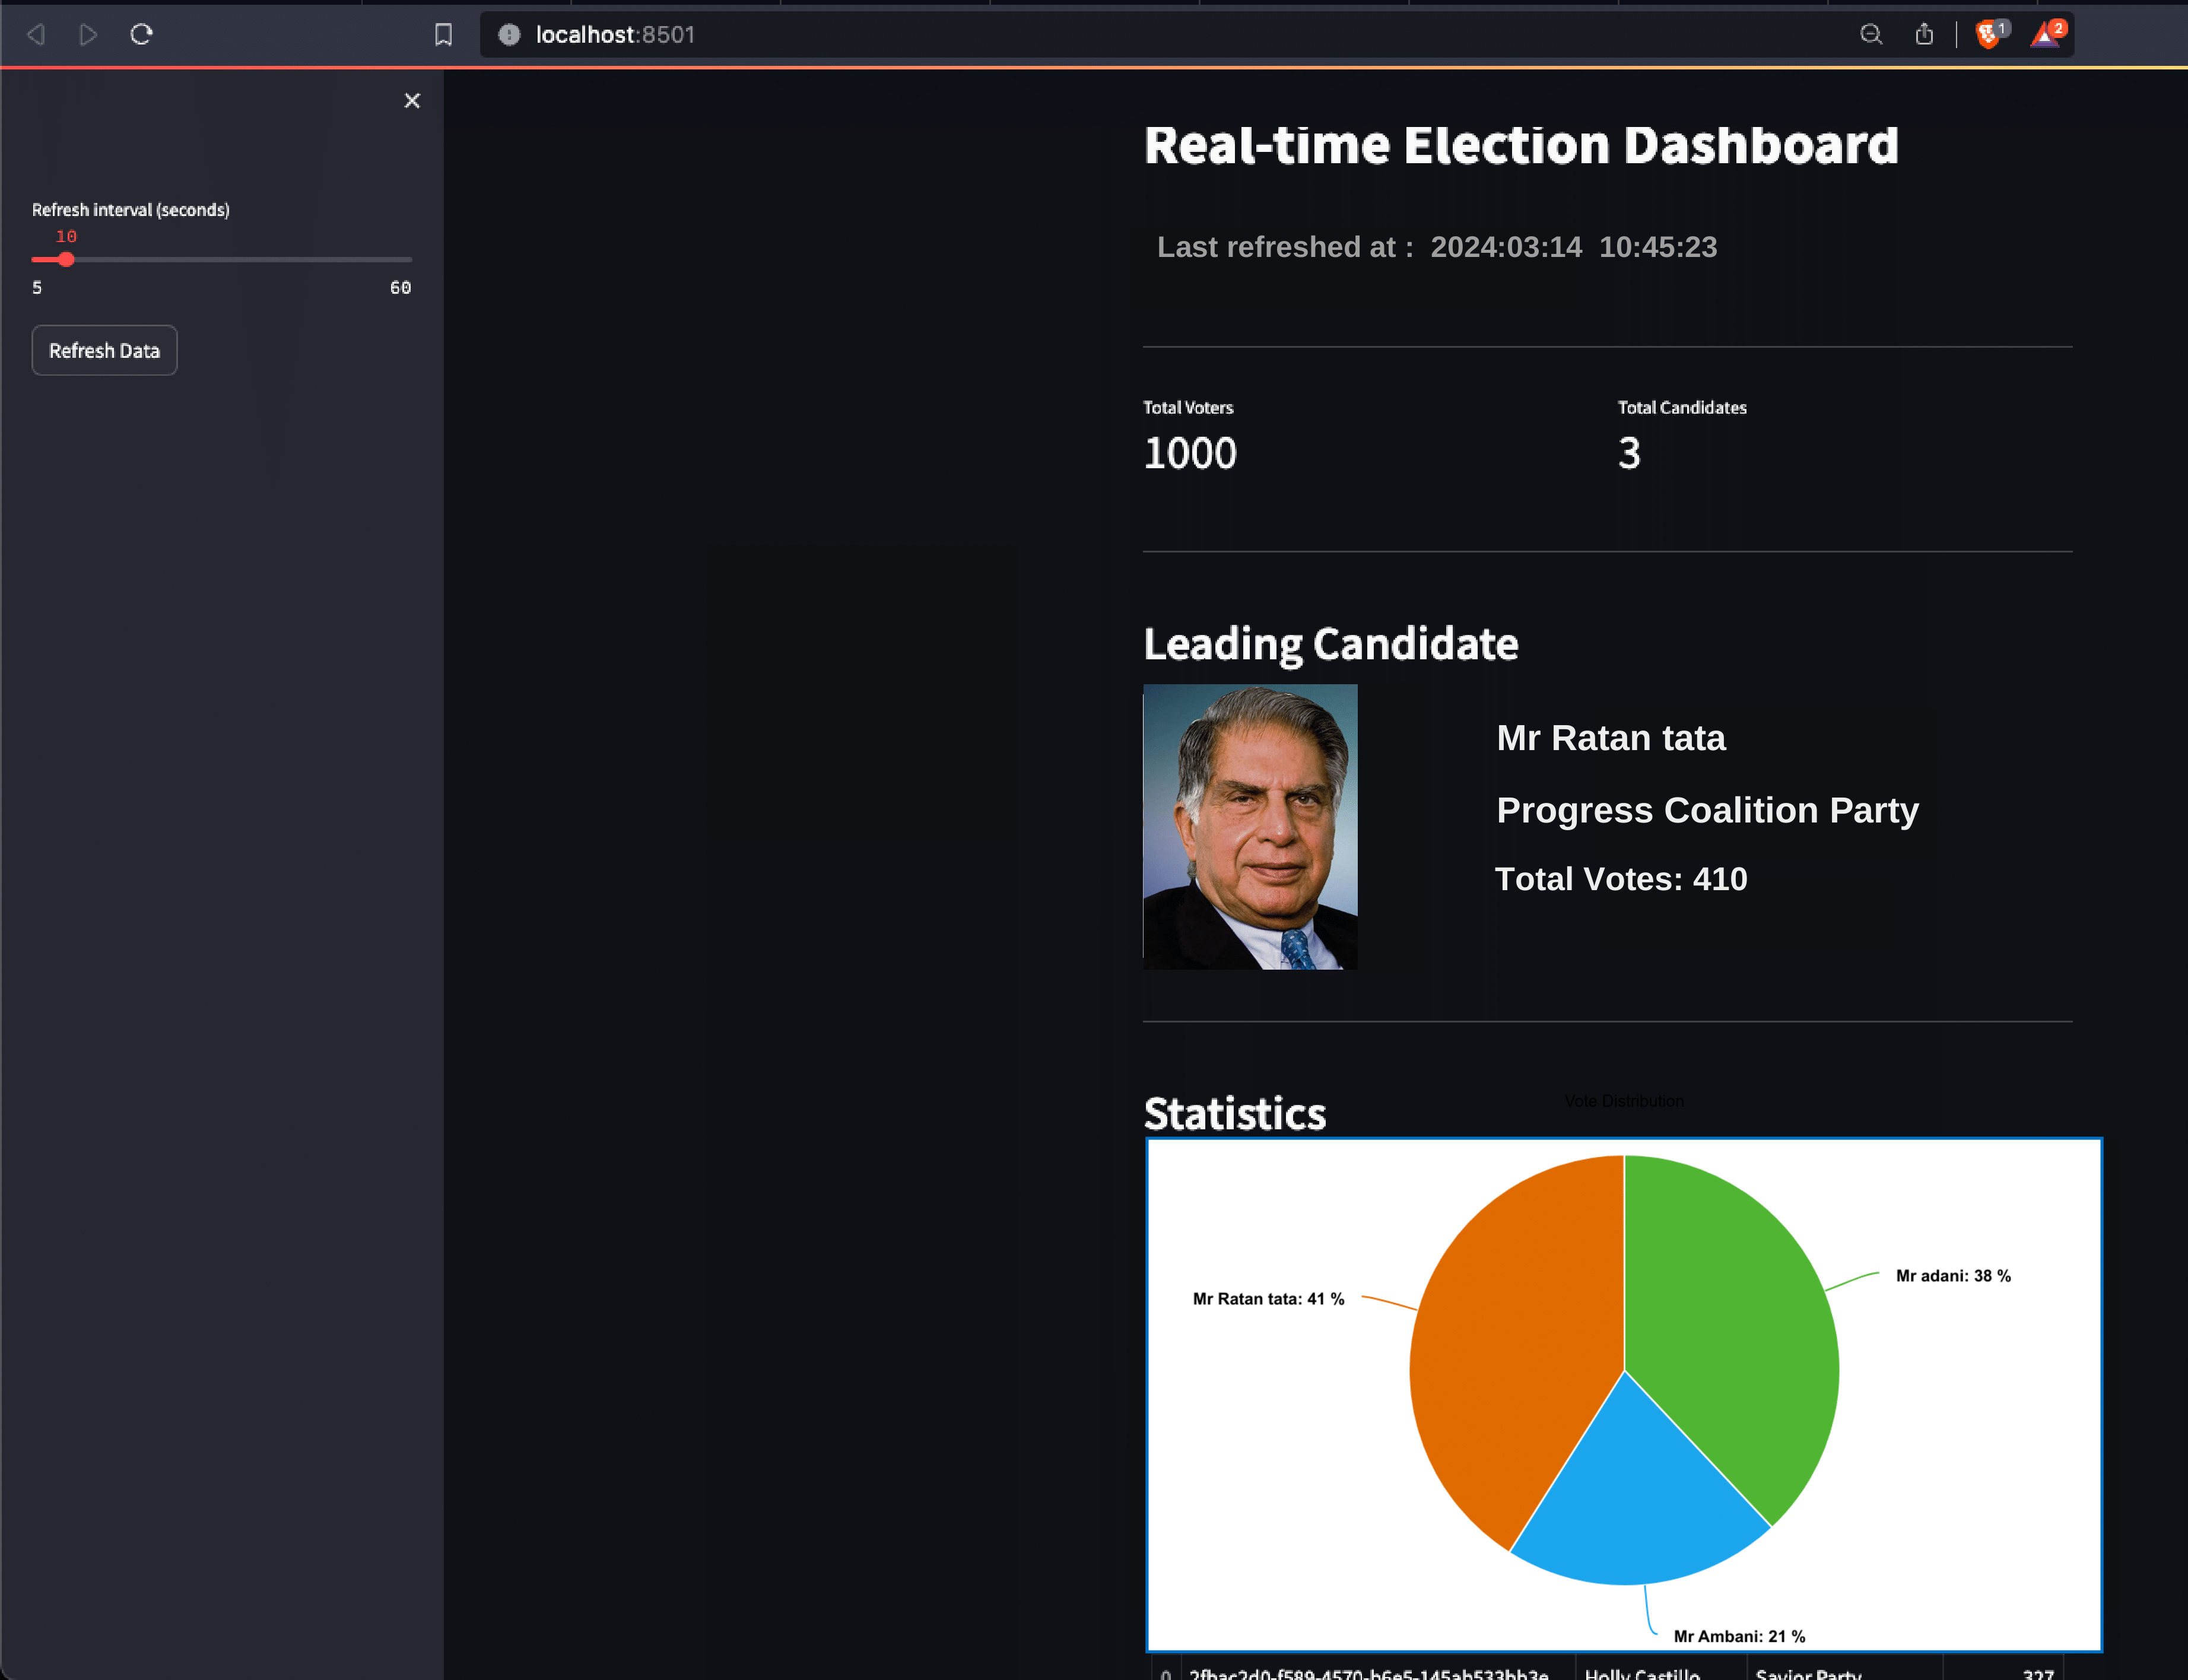 localhost:8501
1
2
Real-time Election Dashboard
Refresh interval (seconds)
10
5 60
Refresh Data
Last refreshed at : 2024:03:14 10:45:23
Total Voters Total Candidates
1000 3
Leading Candidate
Mr Ratan tata
Progress Coalition Party
Total Votes: 410
Statistics
Vote Distribution
Mr adani: 38 %
Mr Ratan tata: 41 %
Mr Ambani: 21 %
0 2fbac2d0-f589-4570-b6e5-145ab533bb3e Holly Castillo Savior Party 327